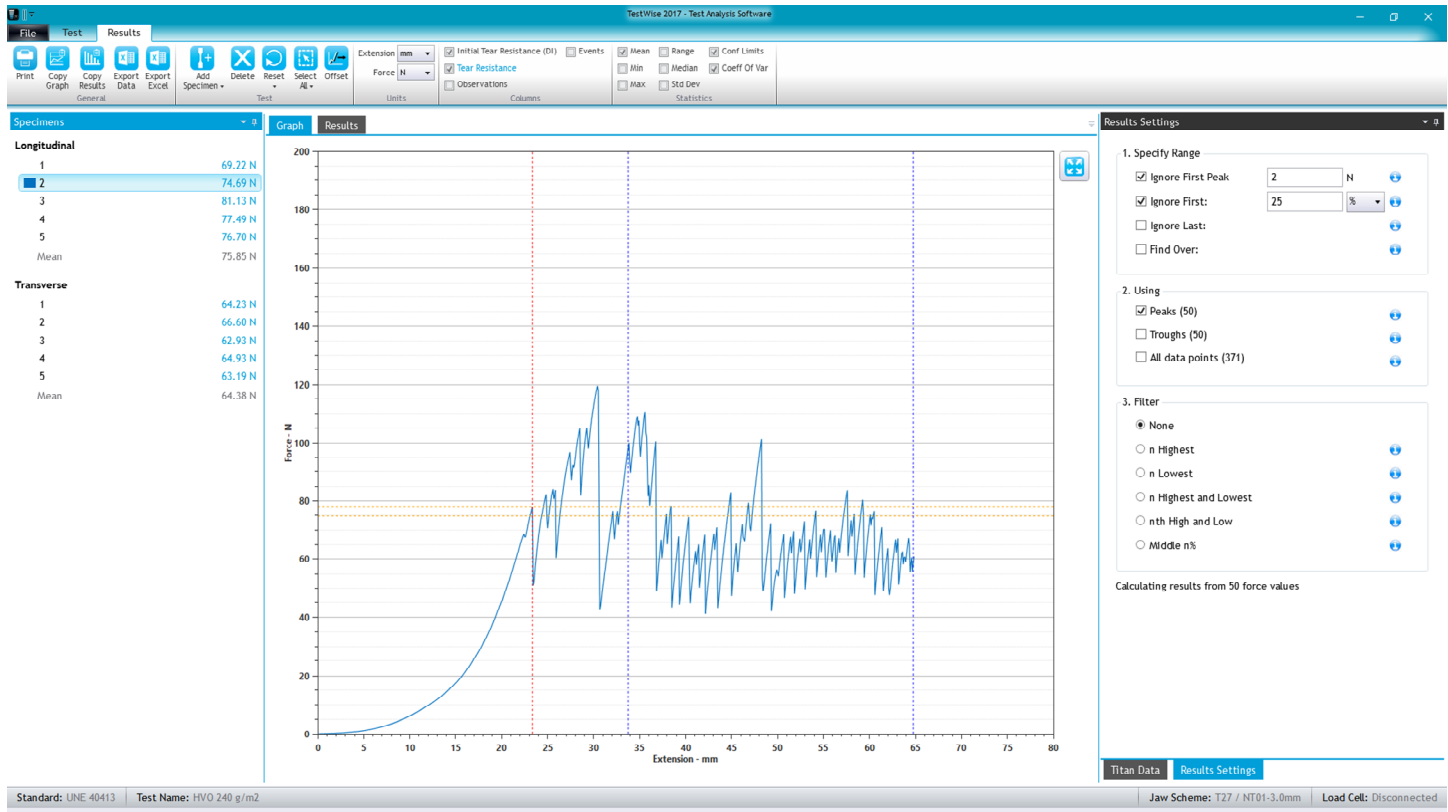 TestWise 2017 - Test Analysis Software
File Test Results
Extension mm
Force N
Initial Tear Resistance (DI) Events
Tear Resistance
Observations
Mean Range Conf Limits
Min Median Coeff Of Var
Max Std Dev
Print Copy Graph Copy Results Export Data Export Excel Add Specimen Delete Reset Select All Offset
General Test Units Columns Statistics
Specimens
Longitudinal
1 69.22 N
2 74.69 N
3 81.13 N
4 77.49 N
5 76.70 N
Mean 75.85 N
Transverse
1 64.23 N
2 66.60 N
3 62.93 N
4 64.93 N
5 63.19 N
Mean 64.38 N
Graph Results
200
180
160
140
120
100
80
60
40
20
0
Force - N
0 5 10 15 20 25 30 35 40 45 50 55 60 65 70 75 80
Extension - mm
Results Settings
1. Specify Range
Ignore First Peak 2 N
Ignore First: 25 %
Ignore Last:
Find Over:
2. Using
Peaks (50)
Troughs (50)
All data points (371)
3. Filter
None
n Highest
n Lowest
n Highest and Lowest
nth High and Low
Middle n%
Calculating results from 50 force values
Titan Data Results Settings
Standard: UNE 40413 Test Name: HVO 240 g/m2 Jaw Scheme: T27 / NT01-3.0mm Load Cell: Disconnected